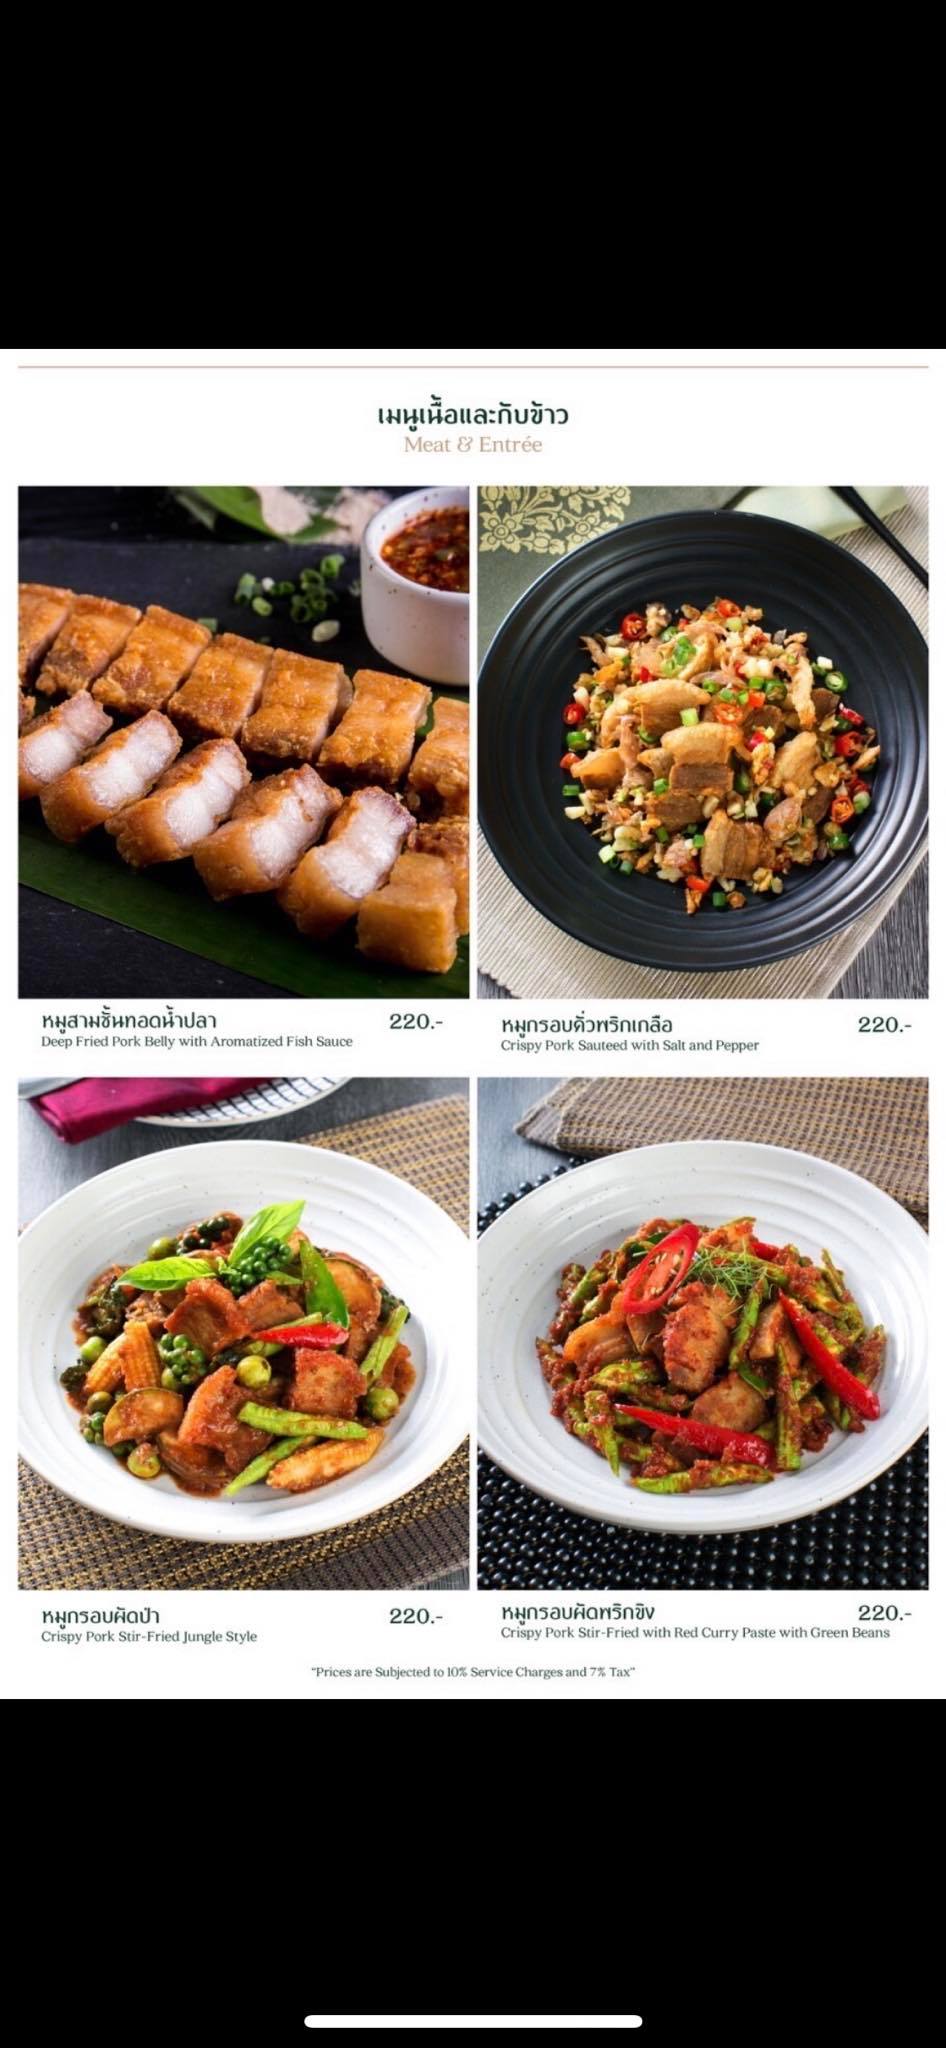 เมนูเนื้อและกับข้าว
Meat & Entrée
หมูสามชั้นทอดน้ำปลา 220.-
Deep Fried Pork Belly with Aromatized Fish Sauce
หมูกรอบคั่วพริกเกลือ 220.-
Crispy Pork Sauteed with Salt and Pepper
หมูกรอบผัดป่า 220.-
Crispy Pork Stir-Fried Jungle Style
หมูกรอบผัดพริกขิง 220.-
Crispy Pork Stir-Fried with Red Curry Paste with Green Beans
"Prices are Subjected to 10% Service Charges and 7% Tax"